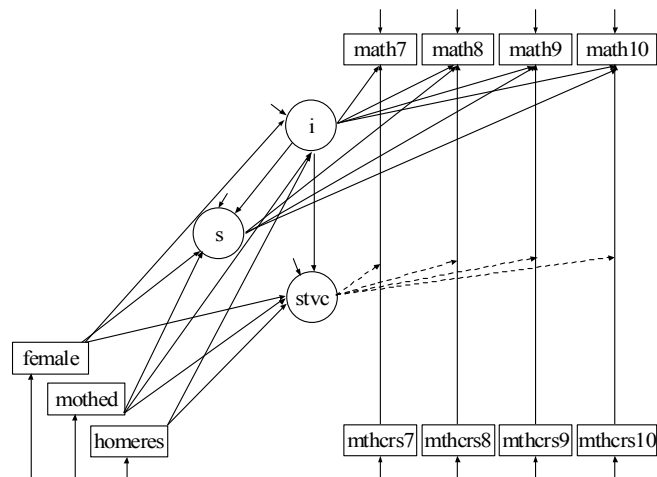 math7 math8 math9 math10
i
s
stvc
female
mothed
homeres
mthcrs7 mthcrs8 mthcrs9 mthcrs10